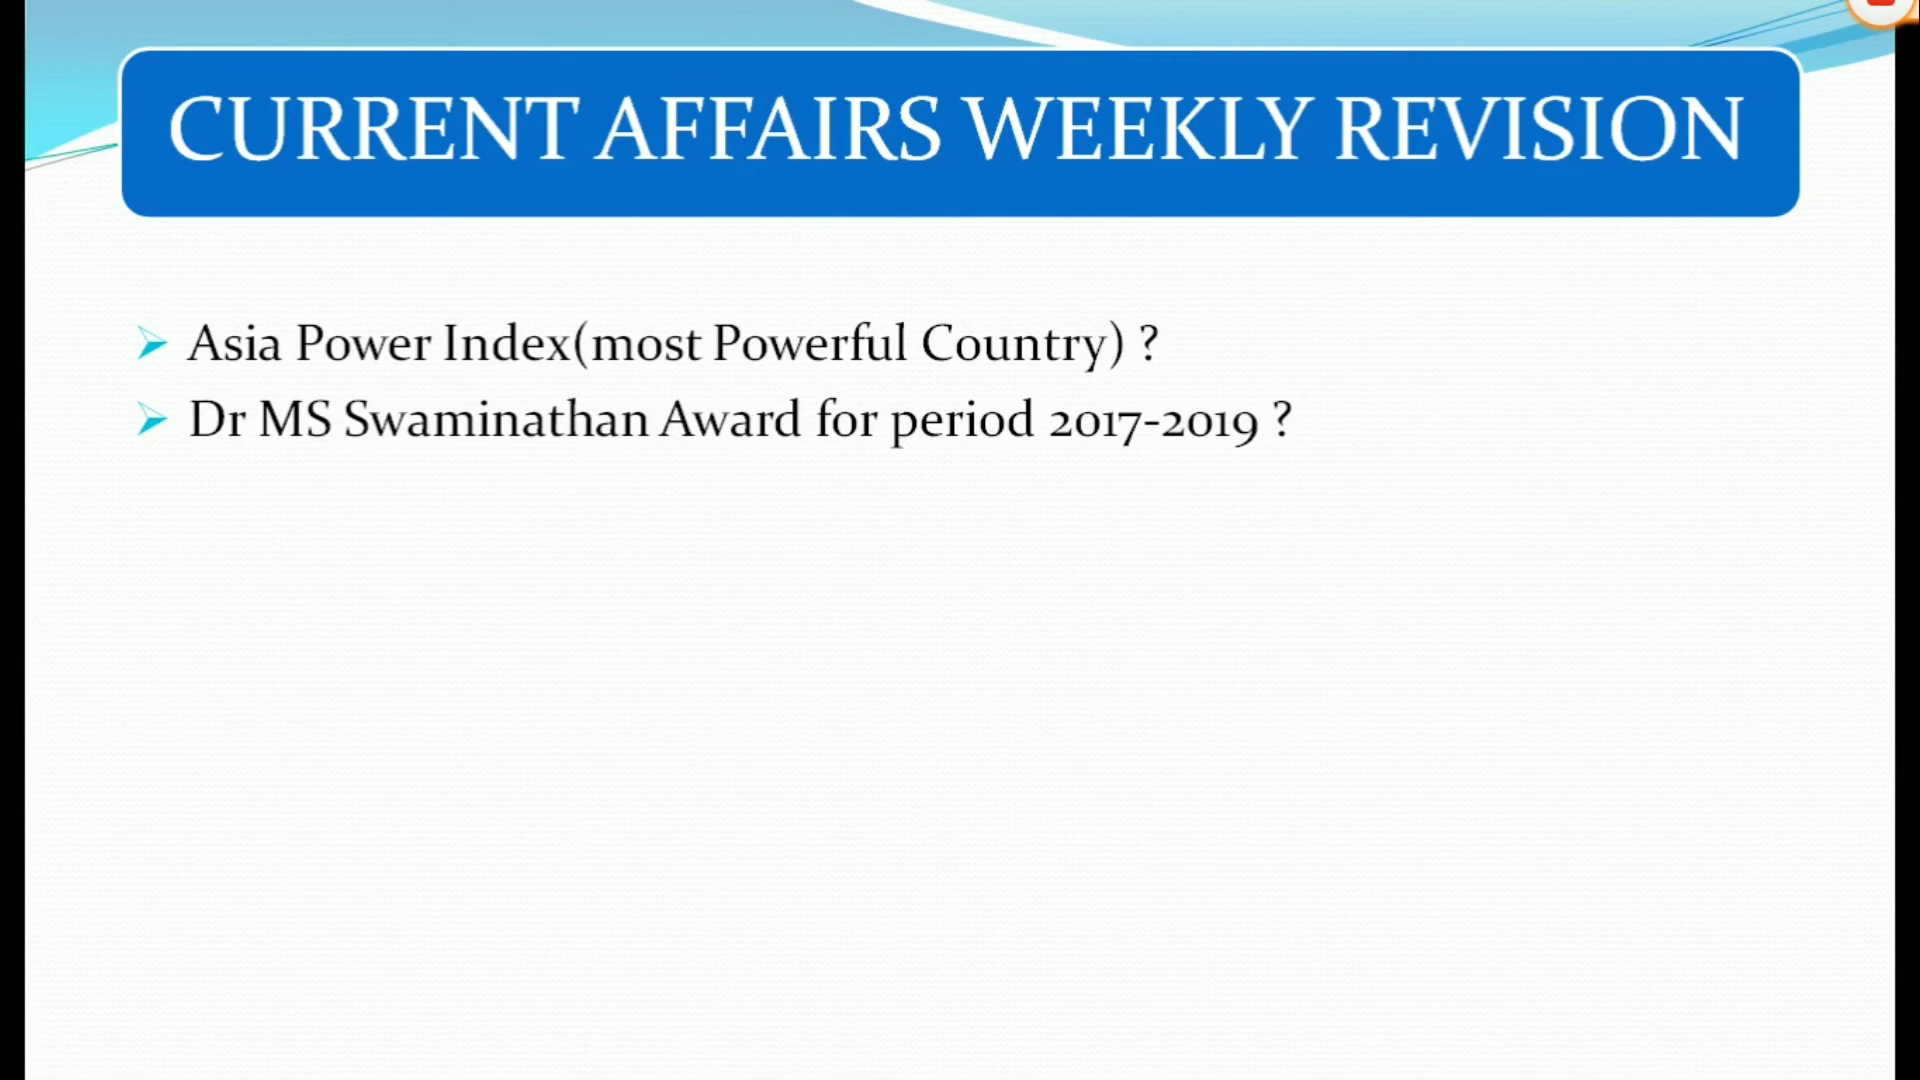 CURRENT AFFAIRS WEEKLY REVISION
Asia Power Index(most Powerful Country) ?
Dr MS Swaminathan Award for period 2017-2019 ?